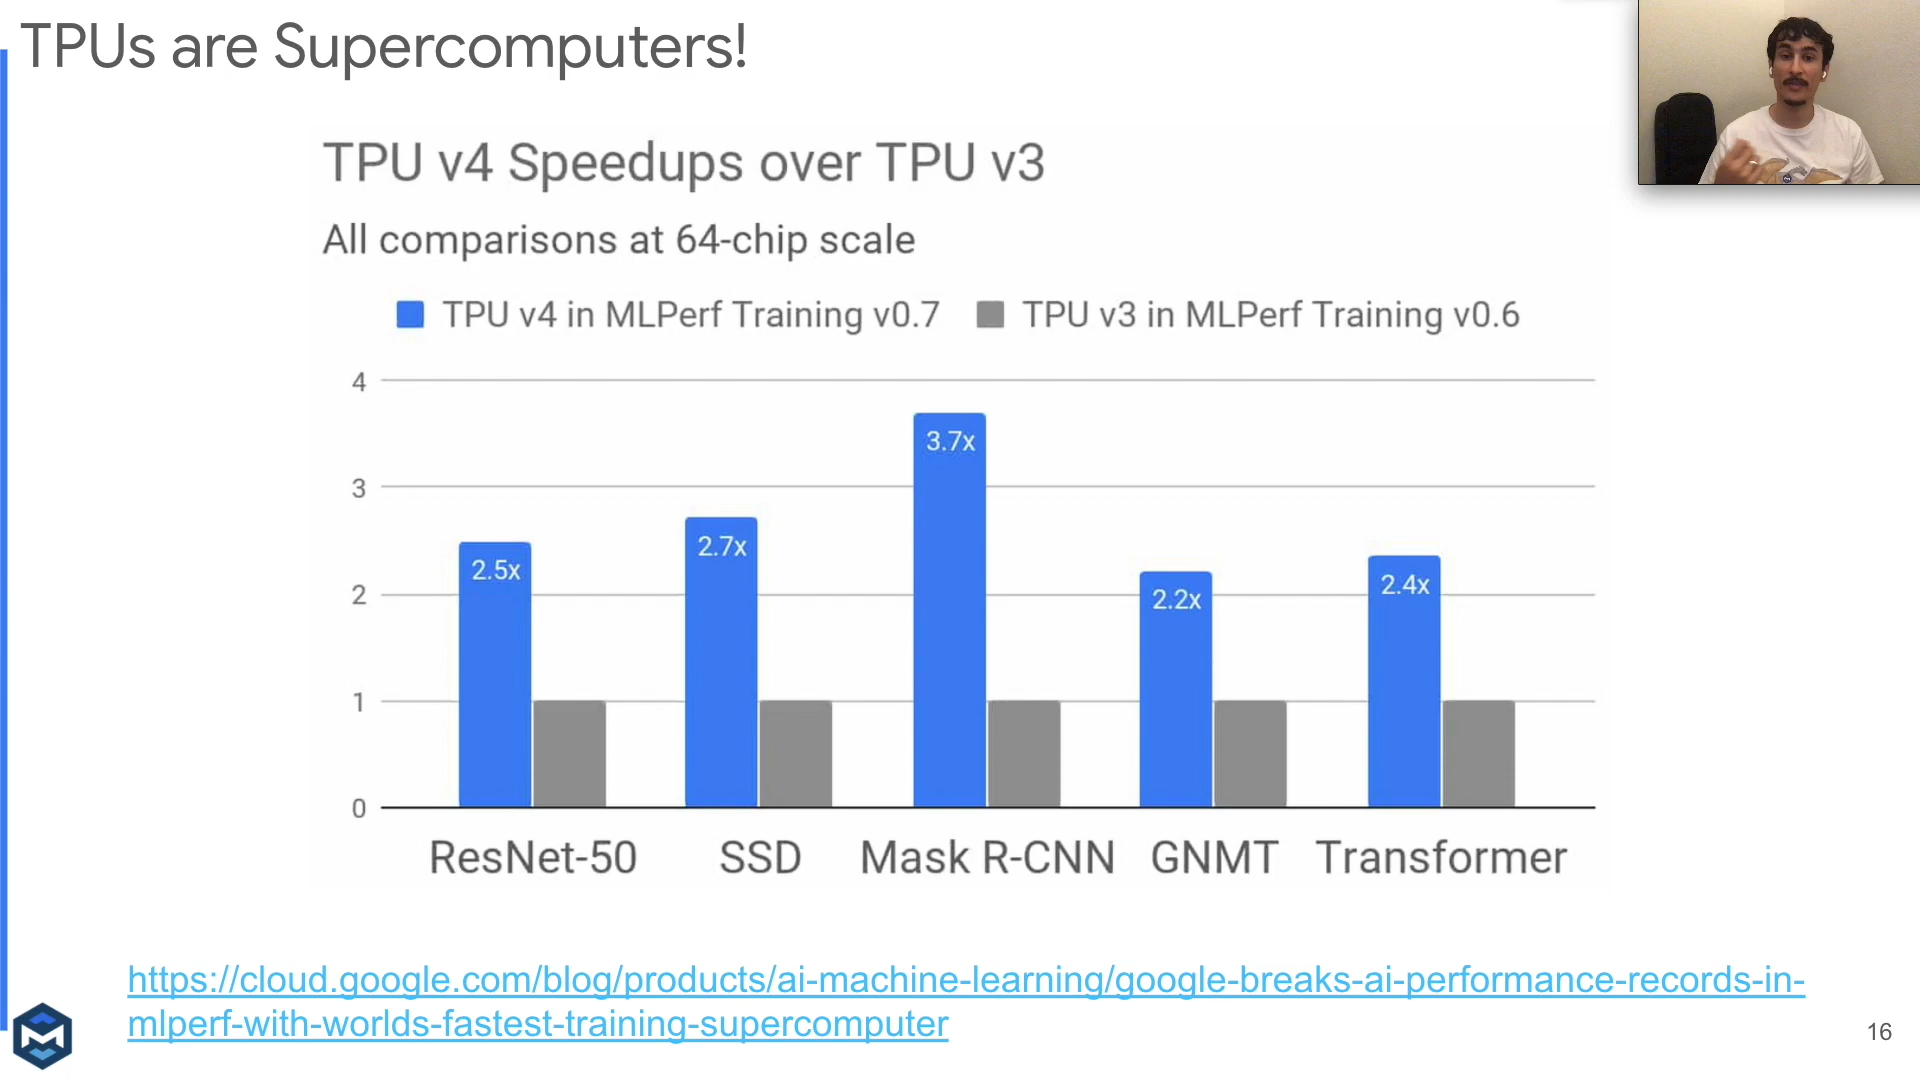 TPUs are Supercomputers!
TPU v4 Speedups over TPU v3
All comparisons at 64-chip scale
TPU v4 in MLPerf Training v0.7 TPU v3 in MLPerf Training v0.6
4
3.7x
3
2.7x
2.5x
2.4x
2.2x
2
1
0
ResNet-50 SSD Mask R-CNN GNMT Transformer
https://cloud.google.com/blog/products/ai-machine-learning/google-breaks-ai-performance-records-in-
mlperf-with-worlds-fastest-training-supercomputer
16